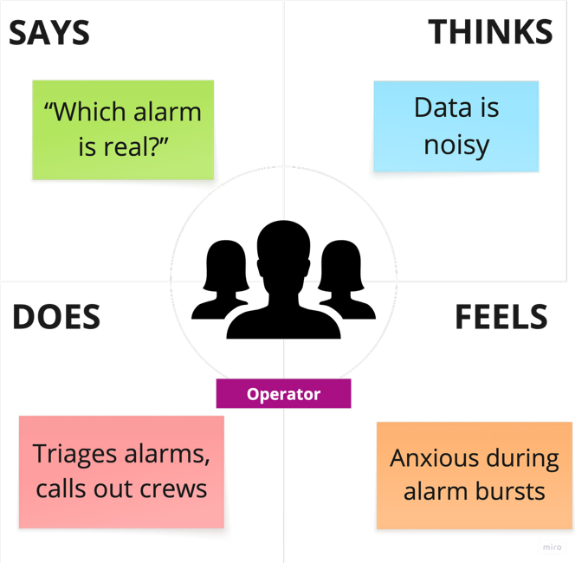 SAYS
THINKS
“Which alarm
is real?”
Data is
noisy
DOES
FEELS
Operator
Triages alarms,
calls out crews
Anxious during
alarm bursts
miro